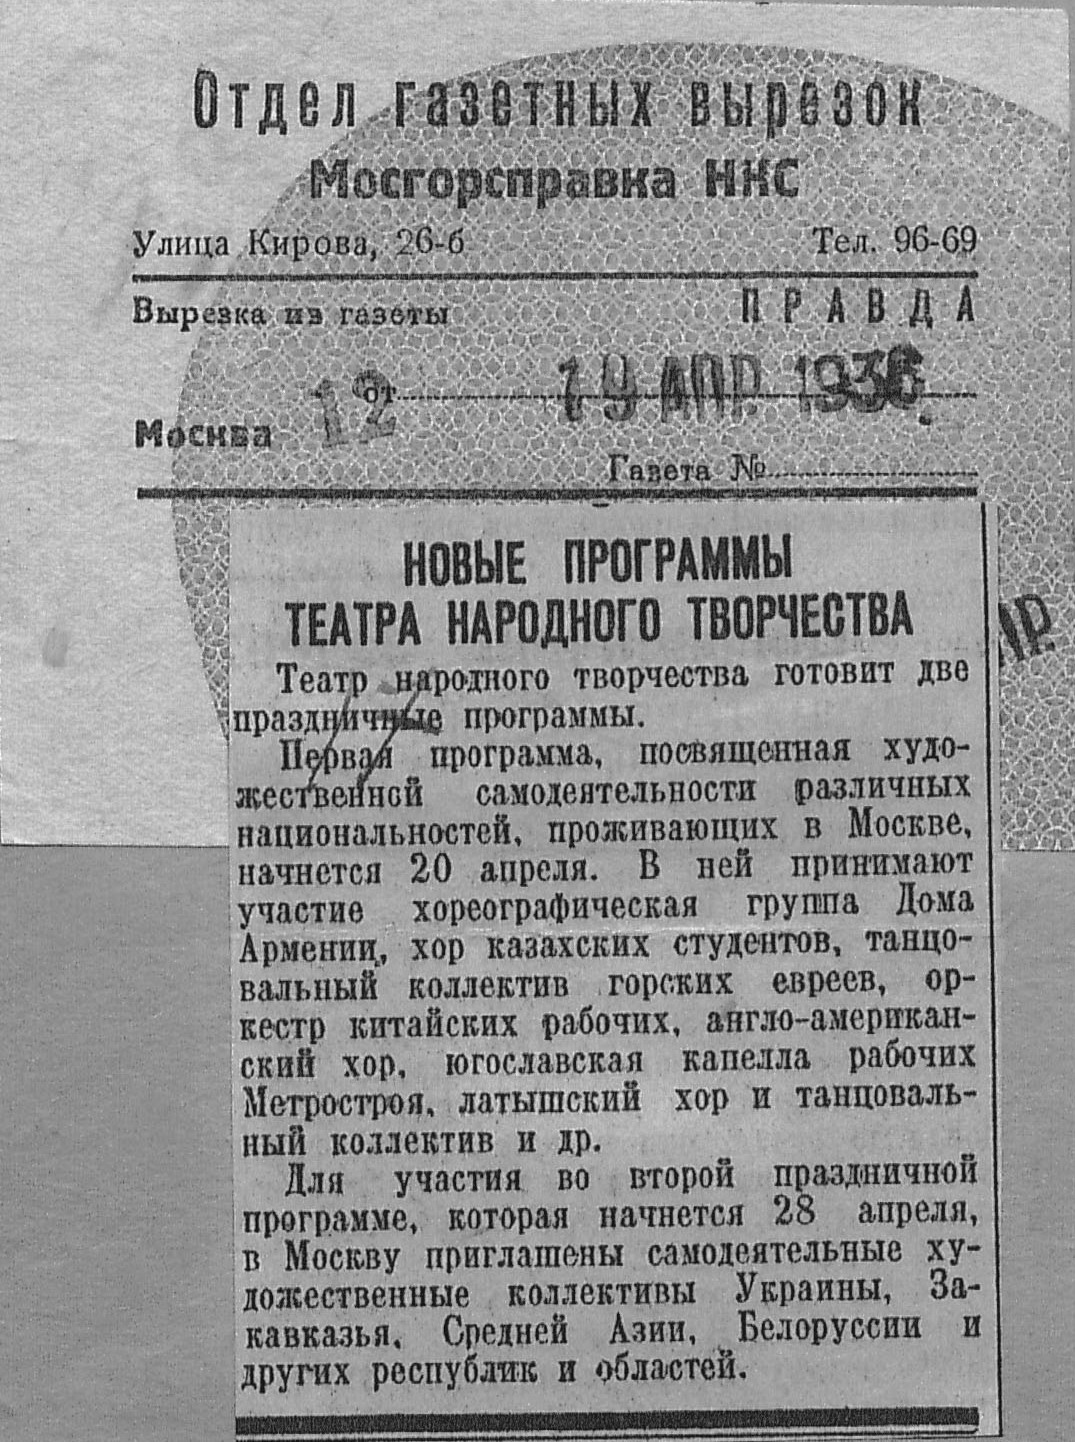 Отдел газетных вырезок
Мосгорсправка НКС
Улица Кирова, 26-б Тел. 96-69
Вырезка из газеты ПРАВДА
12 от 19 АПР. 1936
Москва
Газета №
НОВЫЕ ПРОГРАММЫ
ТЕАТРА НАРОДНОГО ТВОРЧЕСТВА
Театр народного творчества готовит две
праздничные программы.
Первая программа, посвященная худо-
жественной самодеятельности различных
национальностей, проживающих в Москве,
начнется 20 апреля. В ней принимают
участие хореографическая группа Дома
Армении, хор казахских студентов, танцо-
вальный коллектив горских евреев, ор-
кестр китайских рабочих, англо-американ-
ский хор, югославская капелла рабочих
Метростроя, латышский хор и танцоваль-
ный коллектив и др.
Для участия во второй праздничной
программе, которая начнется 28 апреля,
в Москву приглашены самодеятельные ху-
дожественные коллективы Украины, За-
кавказья, Средней Азии, Белоруссии и
других республик и областей.